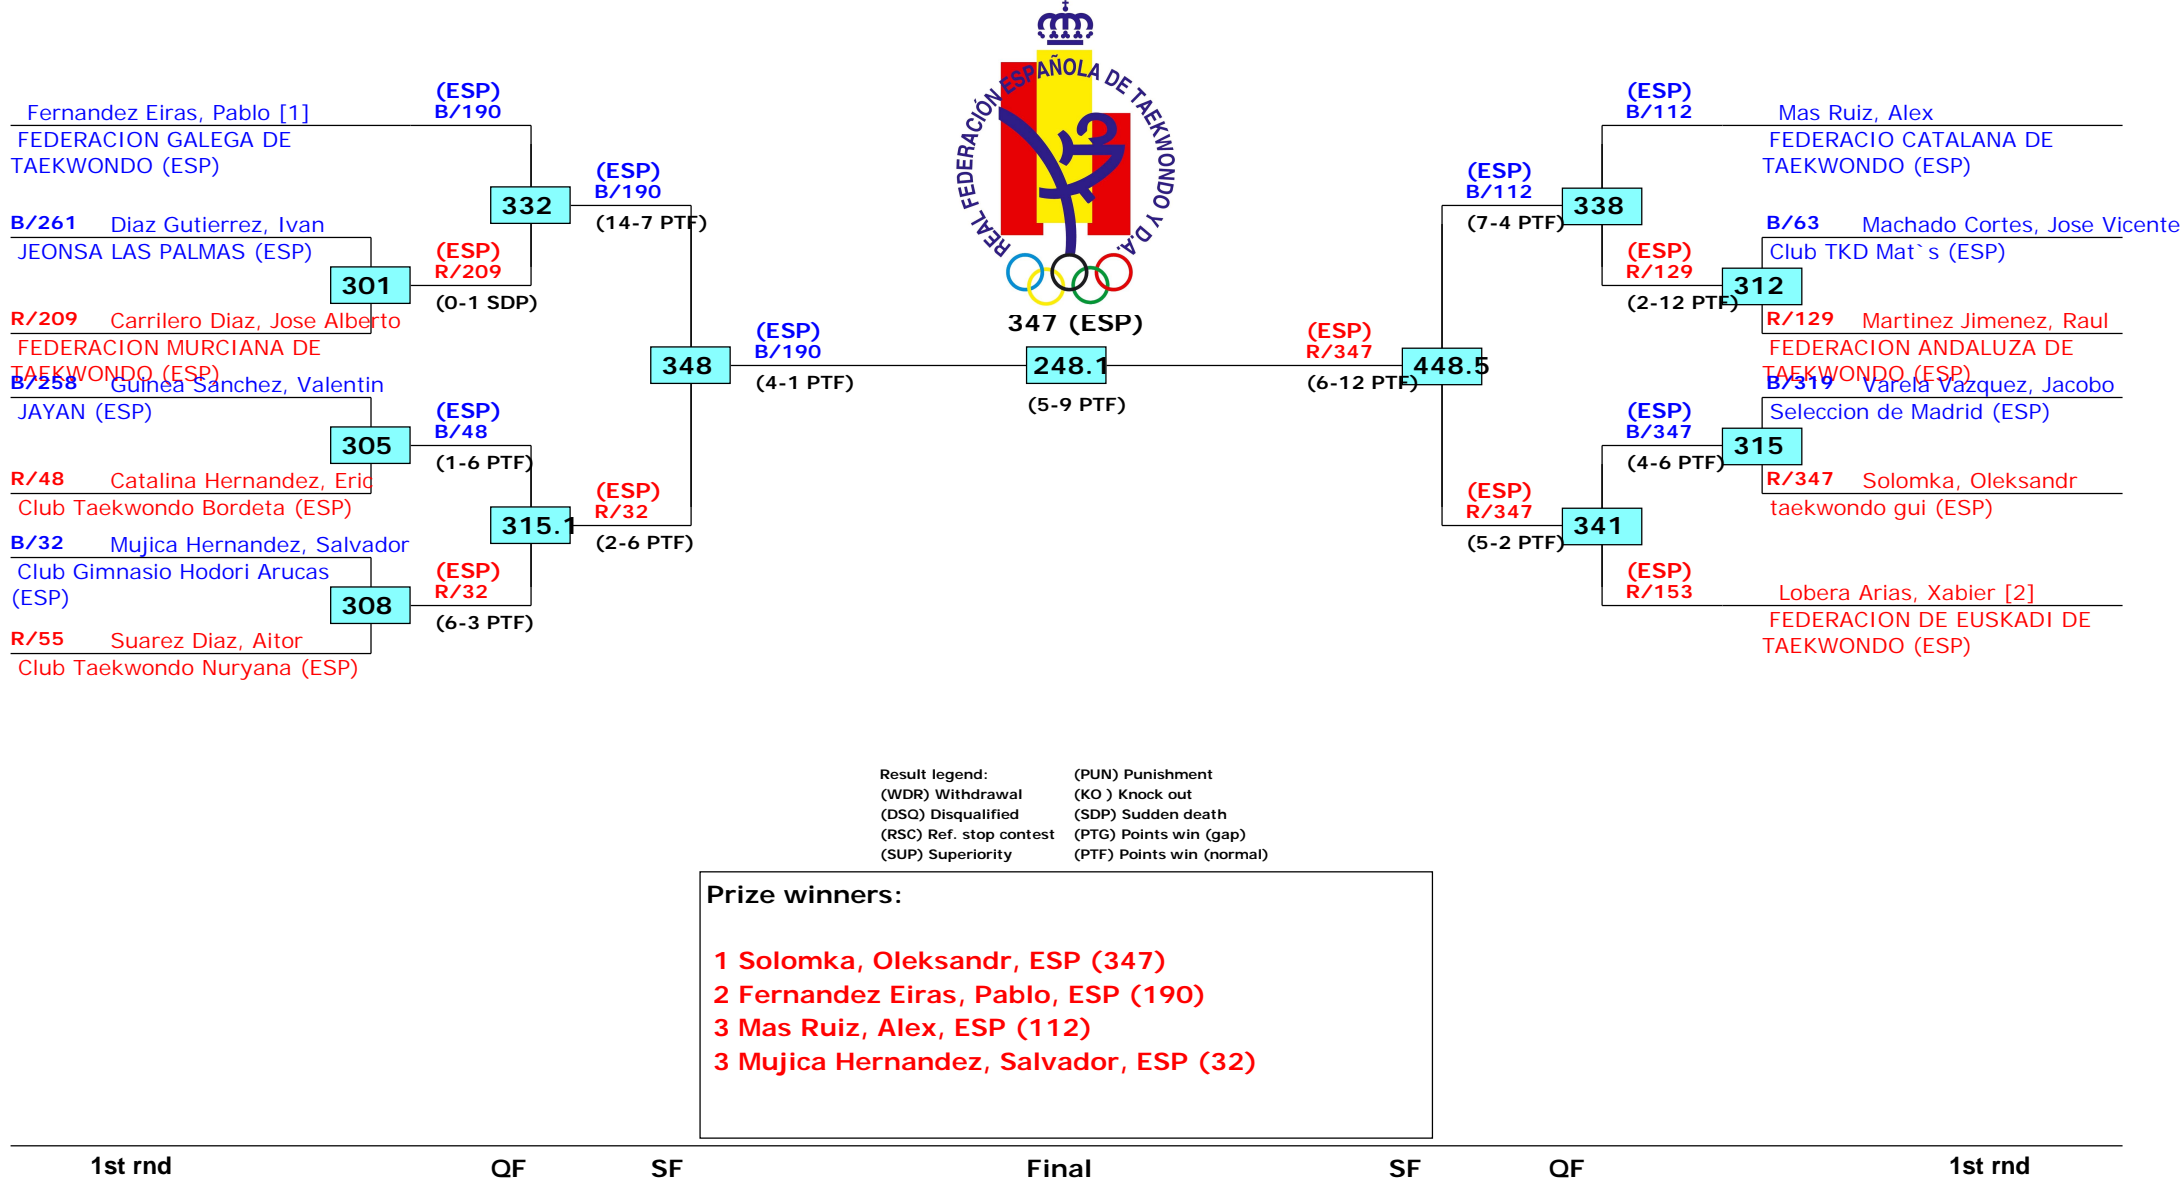 REAL FEDERACIÓN ESPAÑOLA DE TAEKWONDO Y D.A.
(ESP)
B/190
Fernandez Eiras, Pablo [1]
FEDERACION GALEGA DE
TAEKWONDO (ESP)
332
(ESP)
B/190
(14-7 PTF)
B/261 Diaz Gutierrez, Ivan
JEONSA LAS PALMAS (ESP)
301
(ESP)
R/209
(0-1 SDP)
R/209 Carrilero Diaz, Jose Alberto
FEDERACION MURCIANA DE
TAEKWONDO (ESP)
348
(ESP)
B/190
(4-1 PTF)
B/258 Guinea Sanchez, Valentin
JAYAN (ESP)
305
(ESP)
B/48
(1-6 PTF)
R/48 Catalina Hernandez, Eric
Club Taekwondo Bordeta (ESP)
315.1
(ESP)
R/32
(2-6 PTF)
B/32 Mujica Hernandez, Salvador
Club Gimnasio Hodori Arucas
(ESP)
308
(ESP)
R/32
(6-3 PTF)
R/55 Suarez Diaz, Aitor
Club Taekwondo Nuryana (ESP)
347 (ESP)
248.1
(5-9 PTF)
(ESP)
R/347
(6-12 PTF)
448.5
(ESP)
B/112
Mas Ruiz, Alex
FEDERACIO CATALANA DE
TAEKWONDO (ESP)
(ESP)
B/112
(7-4 PTF)
338
B/63 Machado Cortes, Jose Vicente
Club TKD Mat`s (ESP)
(ESP)
R/129
(2-12 PTF)
312
R/129 Martinez Jimenez, Raul
FEDERACION ANDALUZA DE
TAEKWONDO (ESP)
B/319 Varela Vazquez, Jacobo
Seleccion de Madrid (ESP)
(ESP)
B/347
(4-6 PTF)
315
R/347 Solomka, Oleksandr
taekwondo gui (ESP)
(ESP)
R/347
(5-2 PTF)
341
(ESP)
R/153
Lobera Arias, Xabier [2]
FEDERACION DE EUSKADI DE
TAEKWONDO (ESP)
Result legend: (PUN) Punishment
(WDR) Withdrawal (KO ) Knock out
(DSQ) Disqualified (SDP) Sudden death
(RSC) Ref. stop contest (PTG) Points win (gap)
(SUP) Superiority (PTF) Points win (normal)
Prize winners:
1 Solomka, Oleksandr, ESP (347)
2 Fernandez Eiras, Pablo, ESP (190)
3 Mas Ruiz, Alex, ESP (112)
3 Mujica Hernandez, Salvador, ESP (32)
1st rnd QF SF Final SF QF 1st rnd